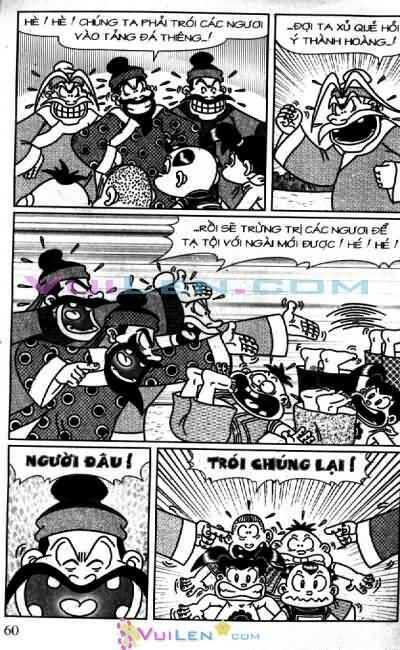 HÈ! HÈ! CHÚNG TA PHẢI TRÓI CÁC NGƯƠI
VÀO TẢNG ĐÁ THIÊNG..!
..ĐỢI TA XỦ QUẺ HỎI
Ý THÀNH HOÀNG..!
...RỒI SẼ TRỪNG TRỊ CÁC NGƯƠI ĐỂ
TẠ TỘI VỚI NGÀI MỚI ĐƯỢC! HÉ! HÉ!
VUILEN.COM
NGƯỜI ĐÂU!
TRÓI CHÚNG LẠI!
60
VUILEN.com